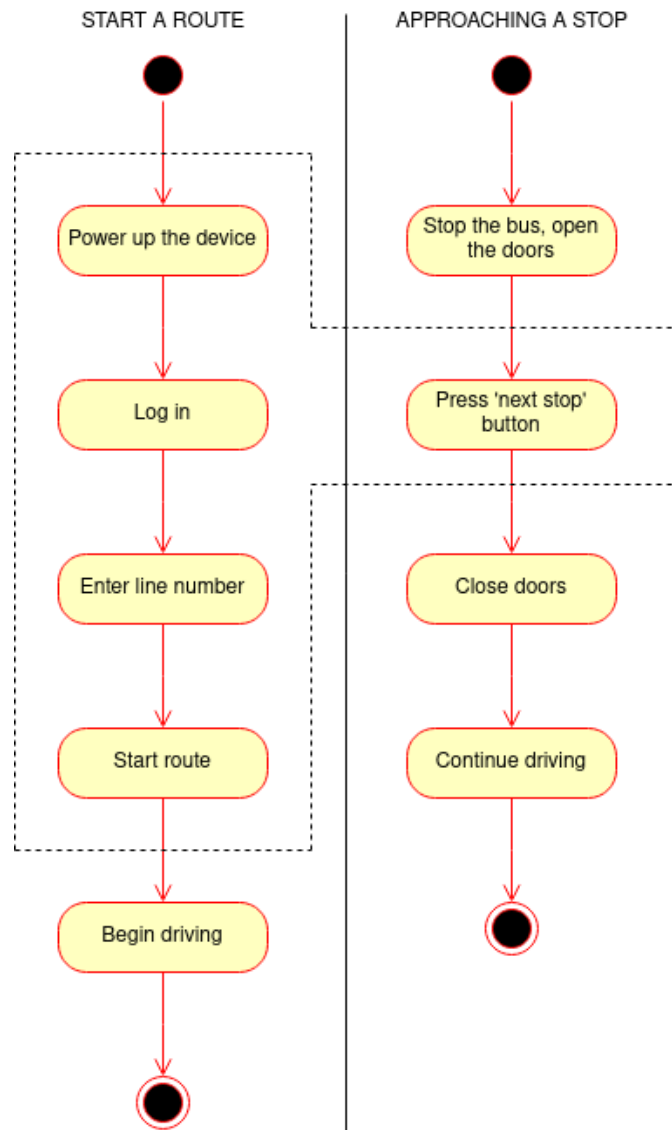 START A ROUTE
Power up the device
Log in
Enter line number
Start route
Begin driving
APPROACHING A STOP
Stop the bus, open
the doors
Press 'next stop'
button
Close doors
Continue driving